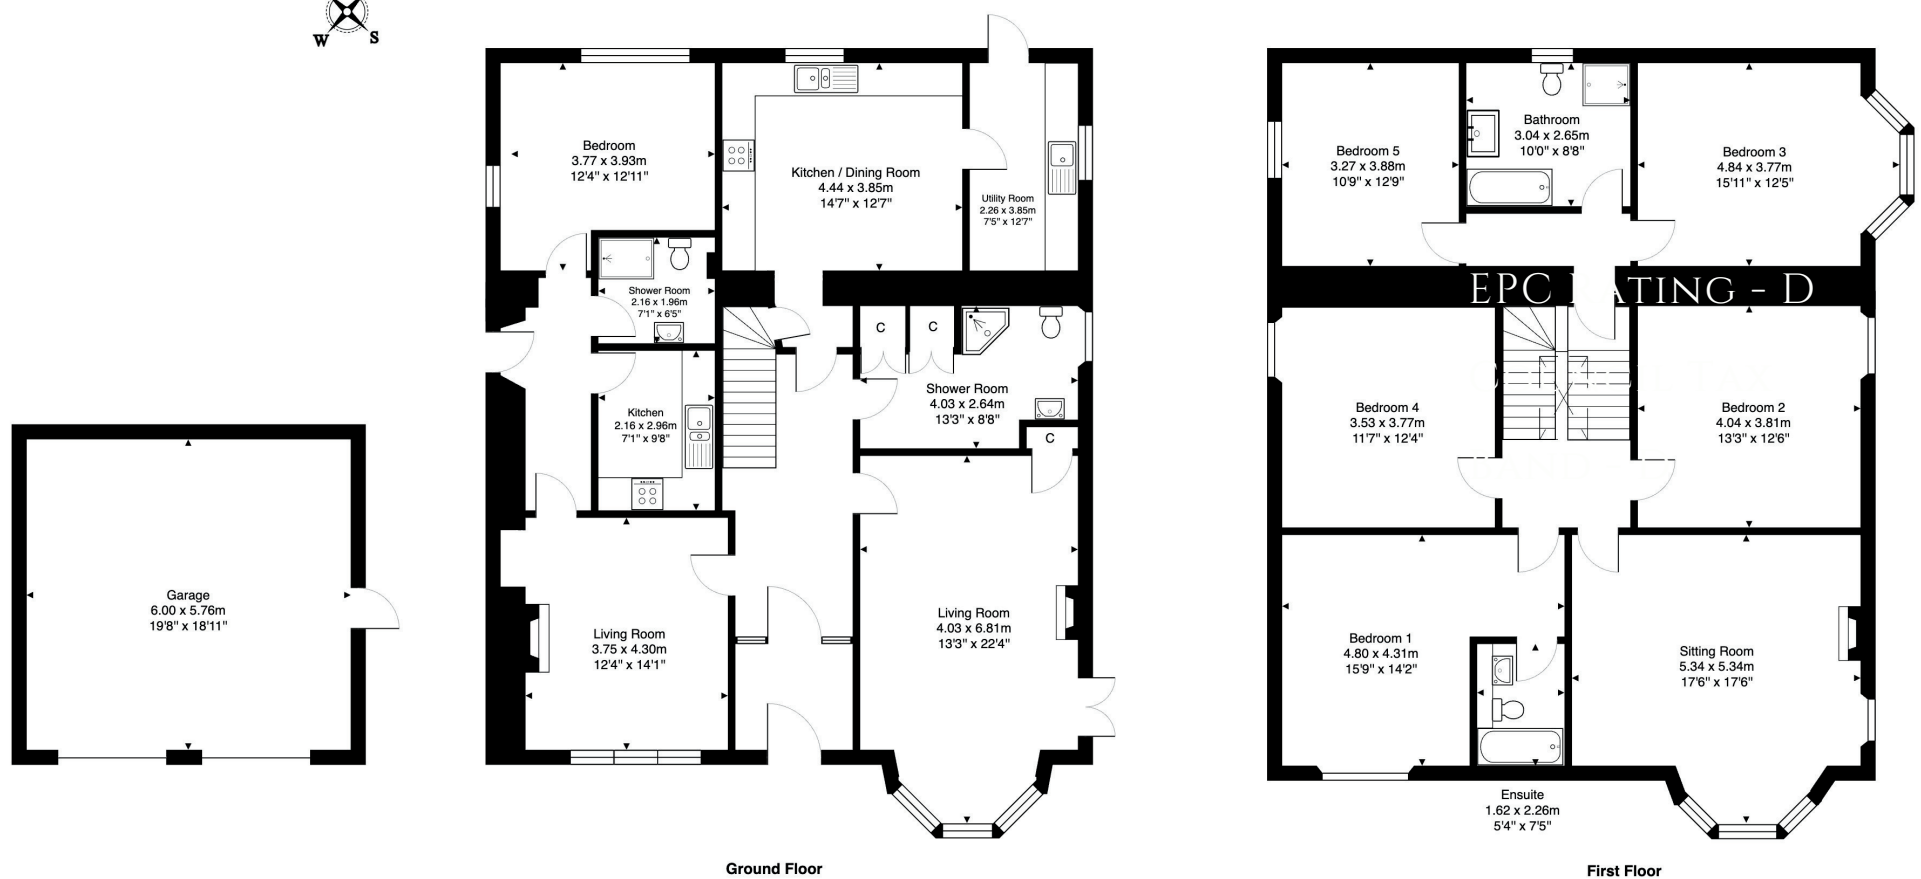 W
S
Garage
6.00 x 5.76m
19'8" x 18'11"
Bedroom
3.77 x 3.93m
12'4" x 12'11"
Kitchen / Dining Room
4.44 x 3.85m
14'7" x 12'7"
Utility Room
2.26 x 3.85m
7'5" x 12'7"
Shower Room
2.16 x 1.96m
7'1" x 6'5"
Kitchen
2.16 x 2.96m
7'1" x 9'8"
C
C
Shower Room
4.03 x 2.64m
13'3" x 8'8"
C
Living Room
3.75 x 4.30m
12'4" x 14'1"
Living Room
4.03 x 6.81m
13'3" x 22'4"
Ground Floor
Bedroom 5
3.27 x 3.88m
10'9" x 12'9"
Bathroom
3.04 x 2.65m
10'0" x 8'8"
Bedroom 3
4.84 x 3.77m
15'11" x 12'5"
EPC RATING - D
Bedroom 4
3.53 x 3.77m
11'7" x 12'4"
Bedroom 2
4.04 x 3.81m
13'3" x 12'6"
Bedroom 1
4.80 x 4.31m
15'9" x 14'2"
Sitting Room
5.34 x 5.34m
17'6" x 17'6"
Ensuite
1.62 x 2.26m
5'4" x 7'5"
First Floor